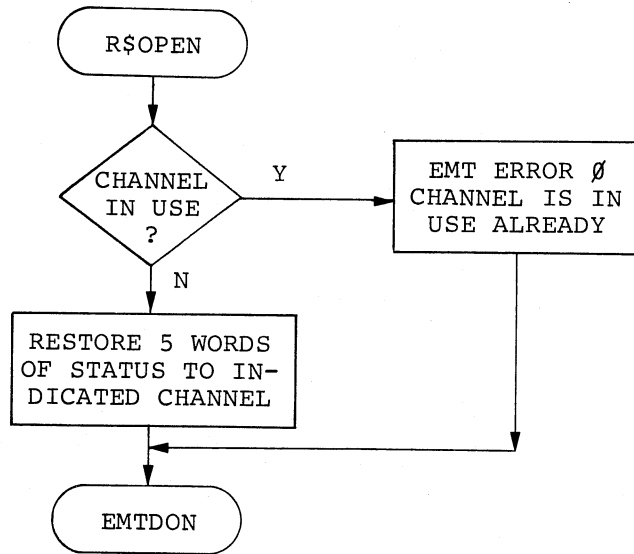 R$OPEN
CHANNEL
IN USE
?
Y
EMT ERROR Ø
CHANNEL IS IN
USE ALREADY
N
RESTORE 5 WORDS
OF STATUS TO IN-
DICATED CHANNEL
EMTDON